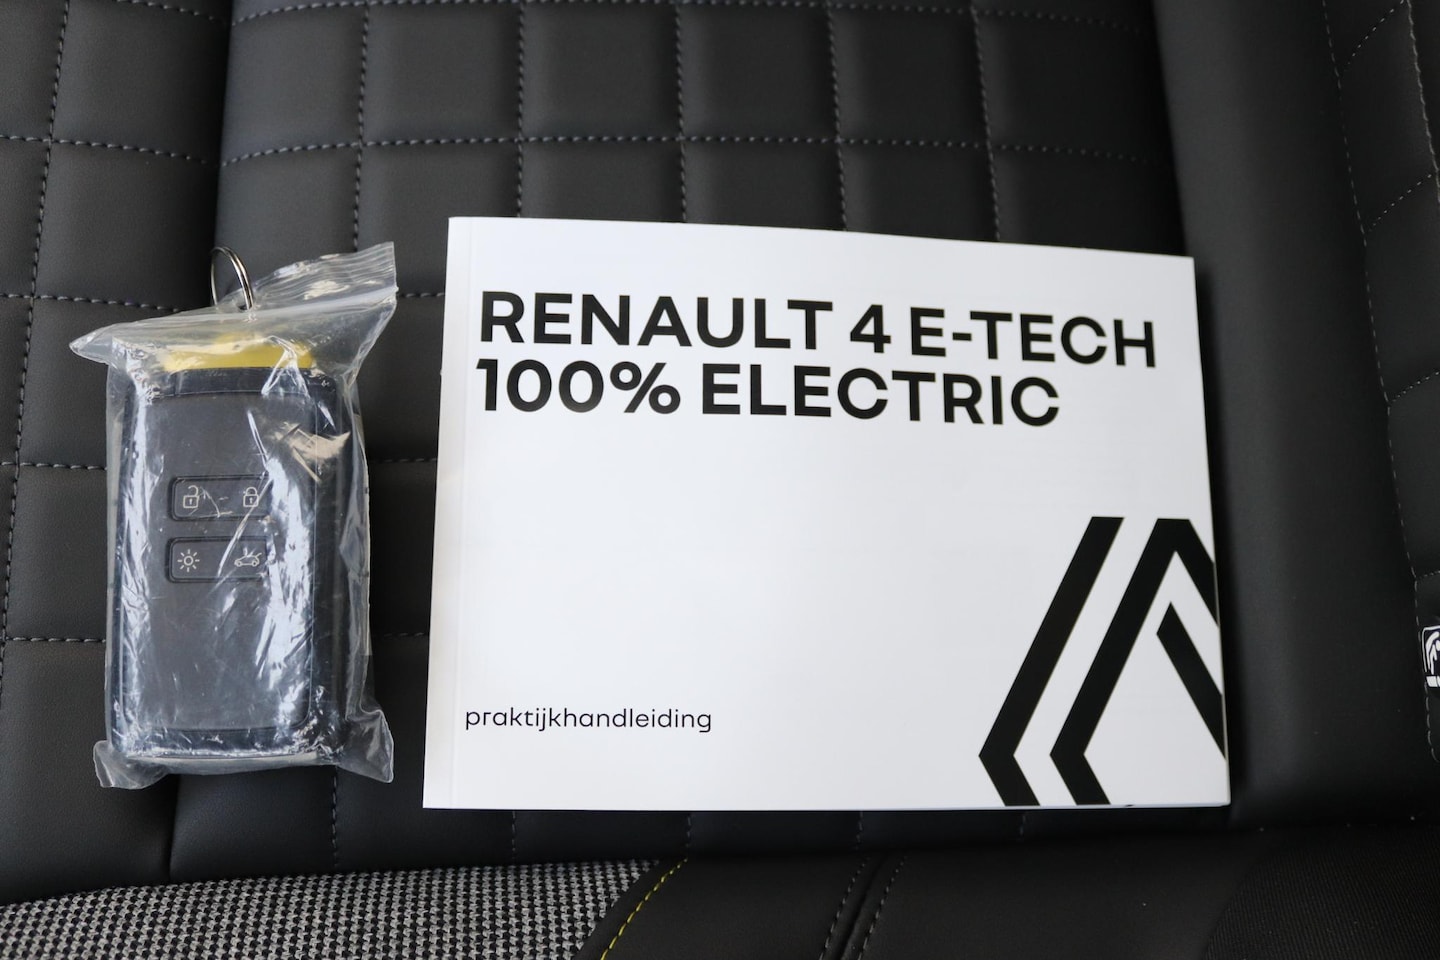 RENAULT 4 E-TECH
100% ELECTRIC
praktijkhandleiding